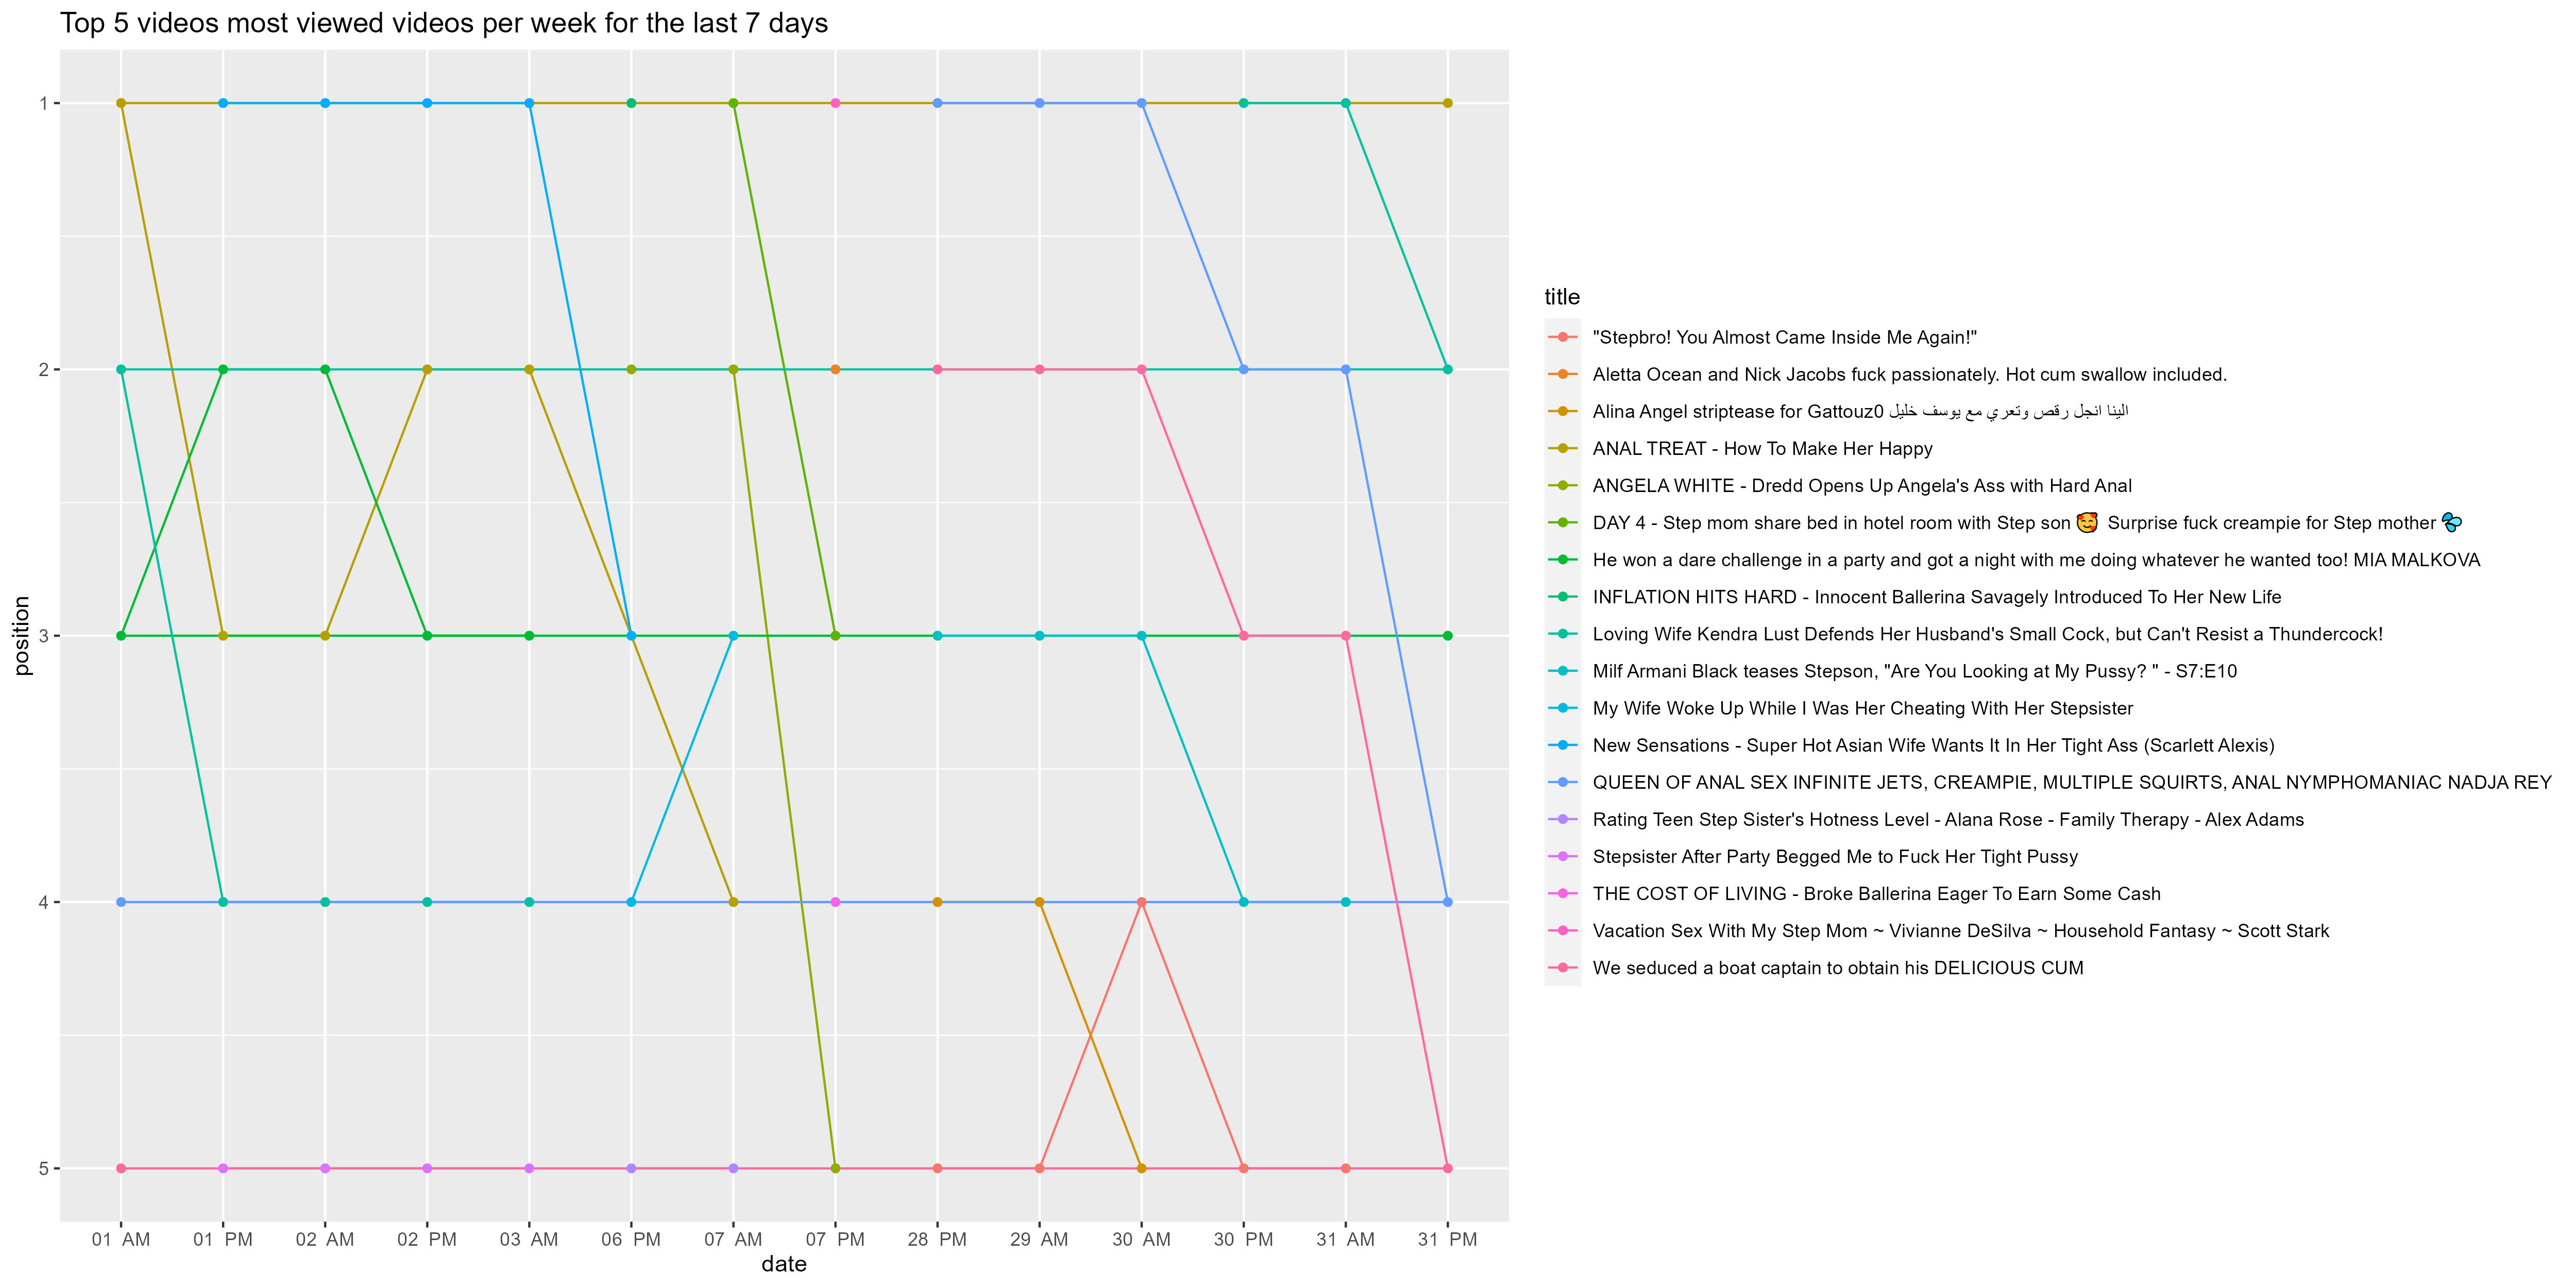 Top 5 videos most viewed videos per week for the last 7 days
position
1
2
3
4
5
01 AM
01 PM
02 AM
02 PM
03 AM
06 PM
07 AM
07 PM
28 PM
29 AM
30 AM
30 PM
31 AM
31 PM
date
title
"Stepbro! You Almost Came Inside Me Again!"
Aletta Ocean and Nick Jacobs fuck passionately. Hot cum swallow included.
Alina Angel striptease for Gattouz0 الينا انجل رقص وتعري مع يوسف خليل
ANAL TREAT - How To Make Her Happy
ANGELA WHITE - Dredd Opens Up Angela's Ass with Hard Anal
DAY 4 - Step mom share bed in hotel room with Step son 🥰 Surprise fuck creampie for Step mother 💦
He won a dare challenge in a party and got a night with me doing whatever he wanted too! MIA MALKOVA
INFLATION HITS HARD - Innocent Ballerina Savagely Introduced To Her New Life
Loving Wife Kendra Lust Defends Her Husband's Small Cock, but Can't Resist a Thundercock!
Milf Armani Black teases Stepson, "Are You Looking at My Pussy? " - S7:E10
My Wife Woke Up While I Was Her Cheating With Her Stepsister
New Sensations - Super Hot Asian Wife Wants It In Her Tight Ass (Scarlett Alexis)
QUEEN OF ANAL SEX INFINITE JETS, CREAMPIE, MULTIPLE SQUIRTS, ANAL NYMPHOMANIAC NADJA REY
Rating Teen Step Sister's Hotness Level - Alana Rose - Family Therapy - Alex Adams
Stepsister After Party Begged Me to Fuck Her Tight Pussy
THE COST OF LIVING - Broke Ballerina Eager To Earn Some Cash
Vacation Sex With My Step Mom ~ Vivianne DeSilva ~ Household Fantasy ~ Scott Stark
We seduced a boat captain to obtain his DELICIOUS CUM